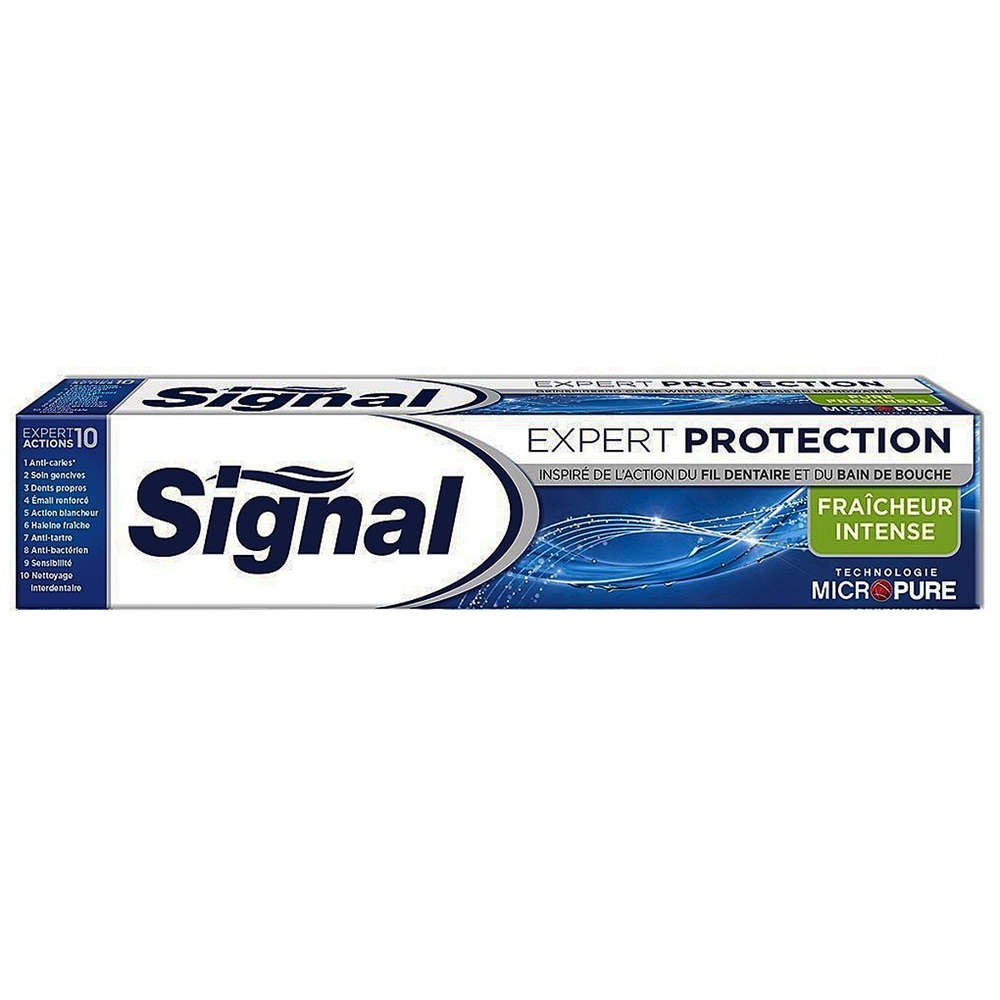 Signal
EXPERT PROTECTION
PURE
MICROPURE
EXPERT 10
ACTIONS
1 Anti-caries*
2 Soin gencives
3 Dents propres
4 Émail renforcé
5 Action blancheur
6 Haleine fraîche
7 Anti-tartre
8 Anti-bactérien
9 Sensibilité
10 Nettoyage
interdentaire
Signal
EXPERT PROTECTION
INSPIRÉ DE L'ACTION DU FIL DENTAIRE ET DU BAIN DE BOUCHE
FRAÎCHEUR
INTENSE
TECHNOLOGIE
MICROPURE